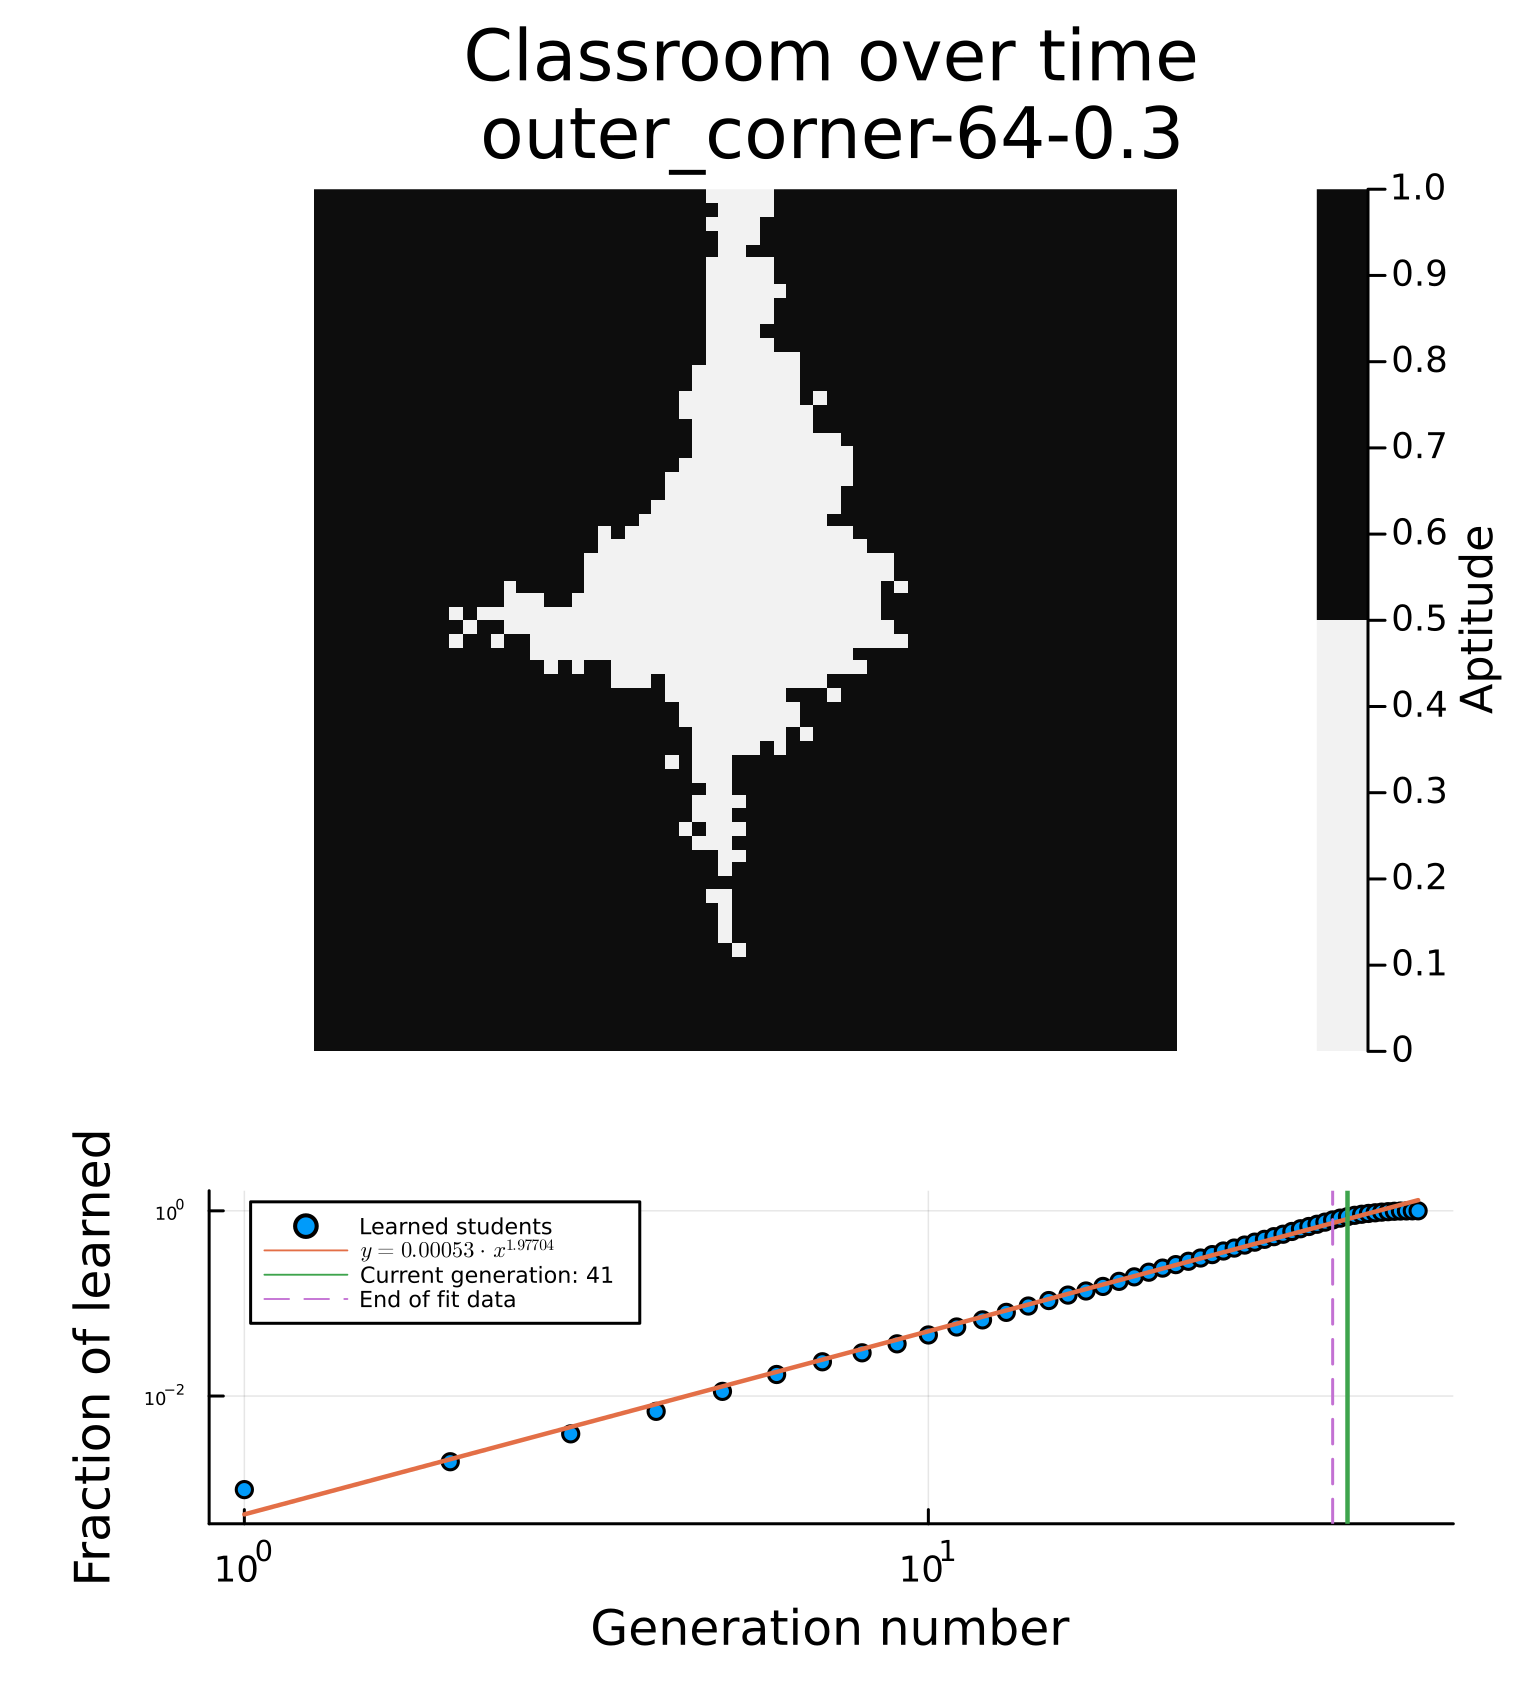 Classroom over time
outer_corner-64-0.3
1.0
0.9
0.8
0.7
0.6
0.5
0.4
0.3
0.2
0.1
0
Aptitude
Fraction of learned
10⁰
10⁻²
Learned students
y = 0.00053 · x^1.97704
Current generation: 41
End of fit data
10⁰
10¹
Generation number